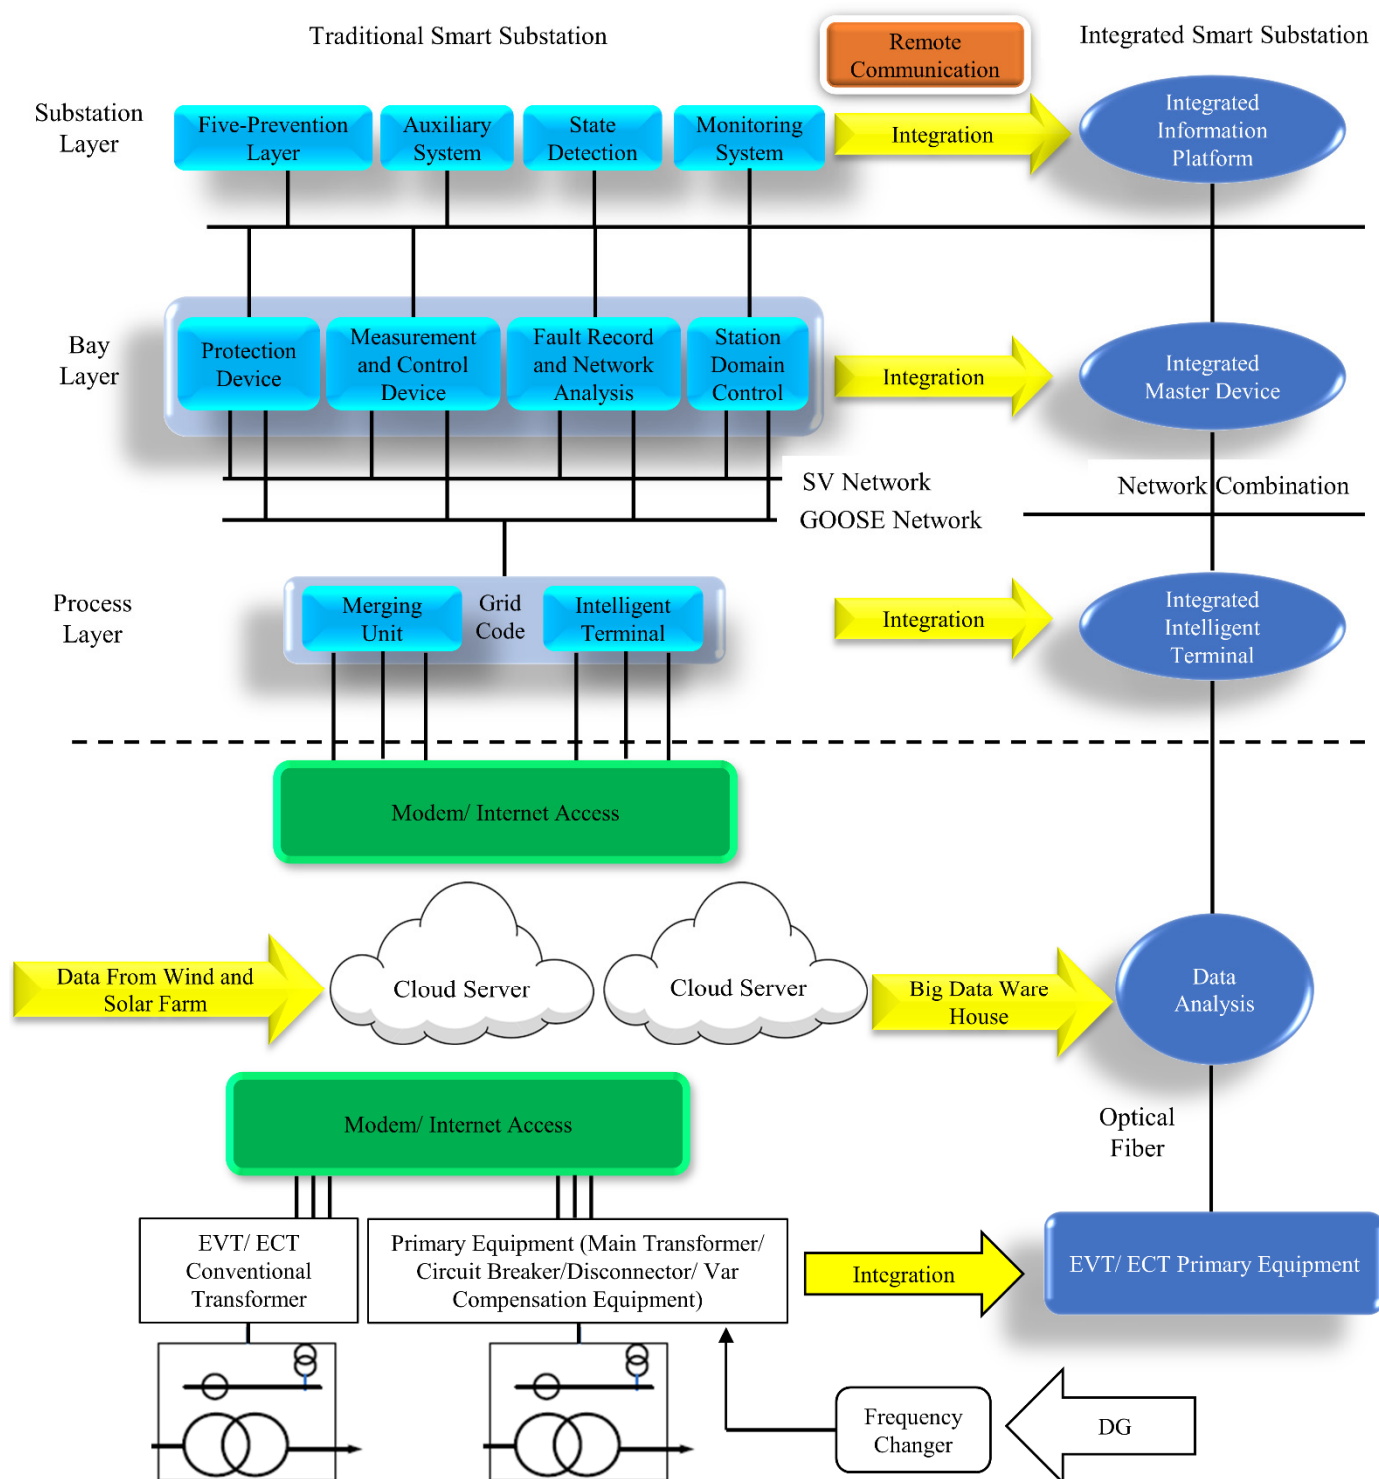 Traditional Smart Substation
Remote
Communication
Integrated Smart Substation
Substation
Layer
Five-Prevention
Layer
Auxiliary
System
State
Detection
Monitoring
System
Integration
Integrated
Information
Platform
Bay
Layer
Protection
Device
Measurement
and Control
Device
Fault Record
and Network
Analysis
Station
Domain
Control
Integration
Integrated
Master Device
SV Network
GOOSE Network
Network Combination
Process
Layer
Merging
Unit
Grid
Code
Intelligent
Terminal
Integration
Integrated
Intelligent
Terminal
Modem/ Internet Access
Data From Wind and
Solar Farm
Cloud Server
Cloud Server
Big Data Ware
House
Data
Analysis
Modem/ Internet Access
Optical
Fiber
EVT/ ECT
Conventional
Transformer
Primary Equipment (Main Transformer/
Circuit Breaker/Disconnector/ Var
Compensation Equipment)
Integration
EVT/ ECT Primary Equipment
Frequency
Changer
DG